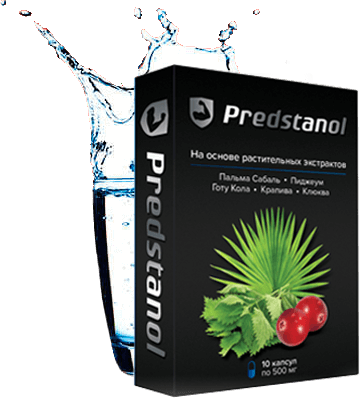 Predstanol
На основе растительных экстрактов
Пальма Сабаль • Пиджеум
Готу Кола • Крапива • Клюква
10 капсул
по 500 мг
Predstanol